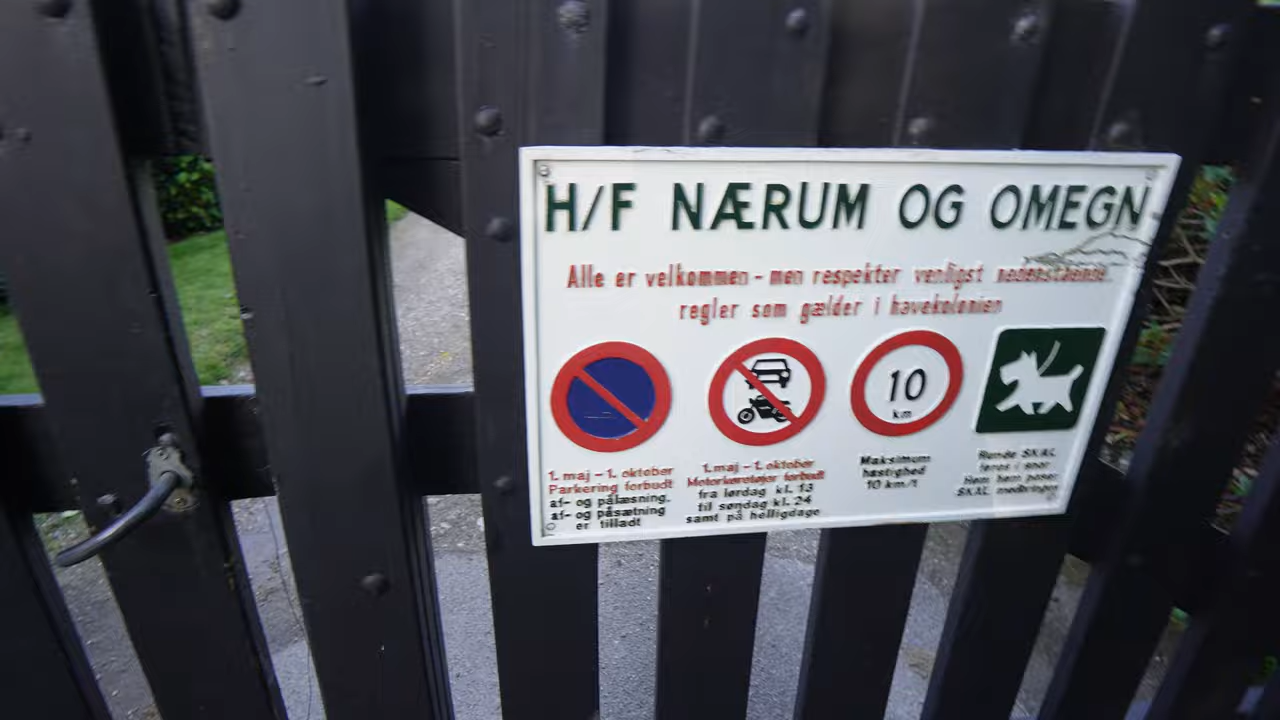 H/F NÆRUM OG OMEGN
Alle er velkommen - men respekter venligst nedenstående
regler som gælder i havekolonien
10
km
1. maj - 1. oktober
Parkering forbudt
af- og pålæsning,
af- og påsætning
er tilladt
1. maj - 1. oktober
Motorkøretøjer forbudt
fra lørdag kl. 13
til søndag kl. 24
samt på helligdage
Maksimum
hastighed
10 km/t
Hunde SKAL
føres i snor
Høm høm poser
SKAL medbringes